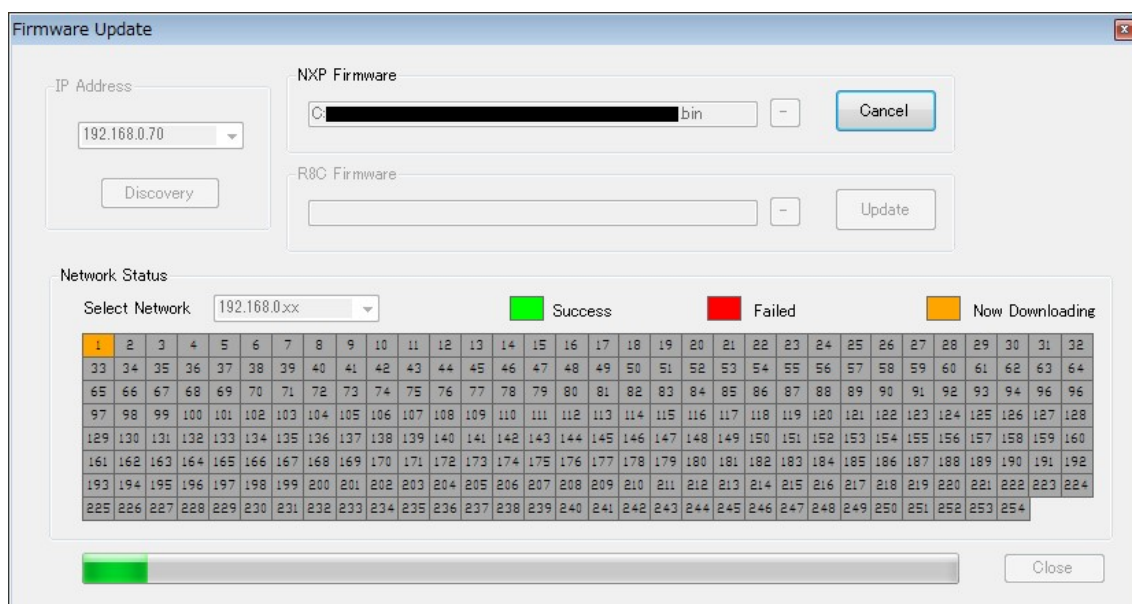 Firmware Update
IP Address
192.168.0.70
Discovery
NXP Firmware
C: bin
-
Cancel
R8C Firmware
-
Update
Network Status
Select Network 192.168.0.xx Success Failed Now Downloading
1 2 3 4 5 6 7 8 9 10 11 12 13 14 15 16 17 18 19 20 21 22 23 24 25 26 27 28 29 30 31 32
33 34 35 36 37 38 39 40 41 42 43 44 45 46 47 48 49 50 51 52 53 54 55 56 57 58 59 60 61 62 63 64
65 66 67 68 69 70 71 72 73 74 75 76 77 78 79 80 81 82 83 84 85 86 87 88 89 90 91 92 93 94 95 96
97 98 99 100 101 102 103 104 105 106 107 108 109 110 111 112 113 114 115 116 117 118 119 120 121 122 123 124 125 126 127 128
129 130 131 132 133 134 135 136 137 138 139 140 141 142 143 144 145 146 147 148 149 150 151 152 153 154 155 156 157 158 159 160
161 162 163 164 165 166 167 168 169 170 171 172 173 174 175 176 177 178 179 180 181 182 183 184 185 186 187 188 189 190 191 192
193 194 195 196 197 198 199 200 201 202 203 204 205 206 207 208 209 210 211 212 213 214 215 216 217 218 219 220 221 222 223 224
225 226 227 228 229 230 231 232 233 234 235 236 237 238 239 240 241 242 243 244 245 246 247 248 249 250 251 252 253 254
Close